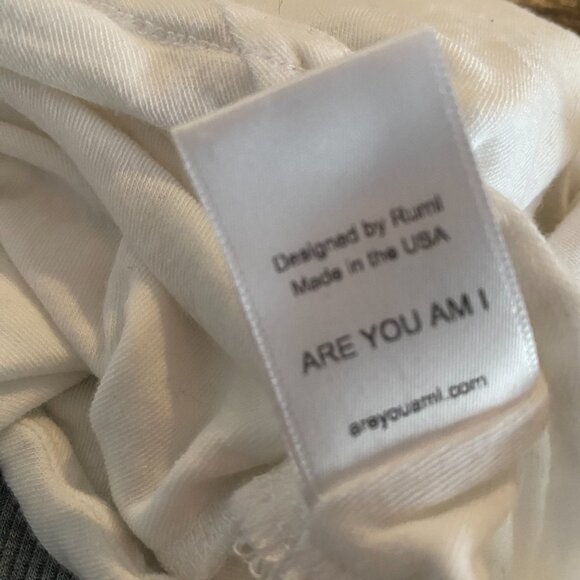 Designed by Rumi
Made in the USA
ARE YOU AM I
areyouami.com